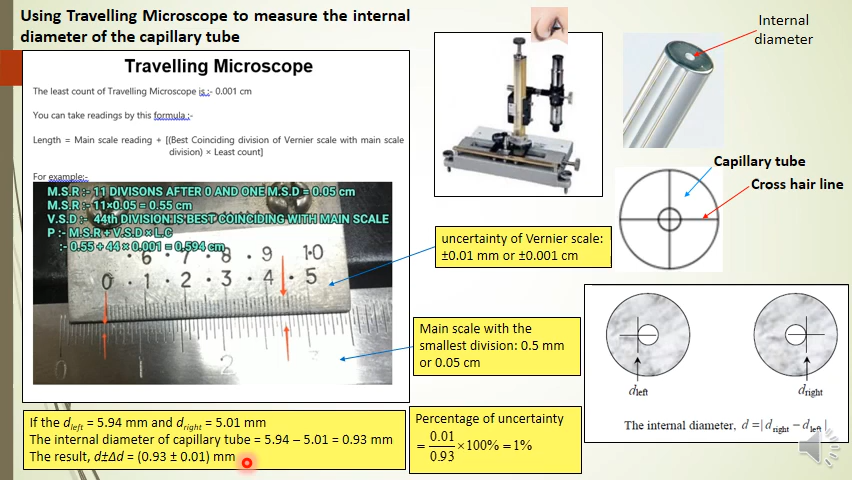 Using Travelling Microscope to measure the internal
diameter of the capillary tube
Travelling Microscope
The least count of Travelling Microscope is :- 0.001 cm
You can take readings by this formula :-
Length = Main scale reading + [(Best Coinciding division of Vernier scale with main scale
division) × Least count]
For example:-
M.S.R :- 11 DIVISONS AFTER 0 AND ONE M.S.D = 0.05 cm
M.S.R :- 11×0.05 = 0.55 cm
V.S.D :- 44th DIVISION IS BEST COINCIDING WITH MAIN SCALE
P :- M.S.R + V.S.D × L.C
:- 0.55 + 44 × 0.001 = 0.594 cm
6 7 8 9 10
0 1 2 3 4 5
0 1 2 3
Internal
diameter
Capillary tube
Cross hair line
uncertainty of Vernier scale:
±0.01 mm or ±0.001 cm
Main scale with the
smallest division: 0.5 mm
or 0.05 cm
d left
d right
The internal diameter, d =| d right − d left |
If the d left = 5.94 mm and d right = 5.01 mm
The internal diameter of capillary tube = 5.94 – 5.01 = 0.93 mm
The result, d±Δd = (0.93 ± 0.01) mm
Percentage of uncertainty
= 0.01/0.93 ×100% = 1%